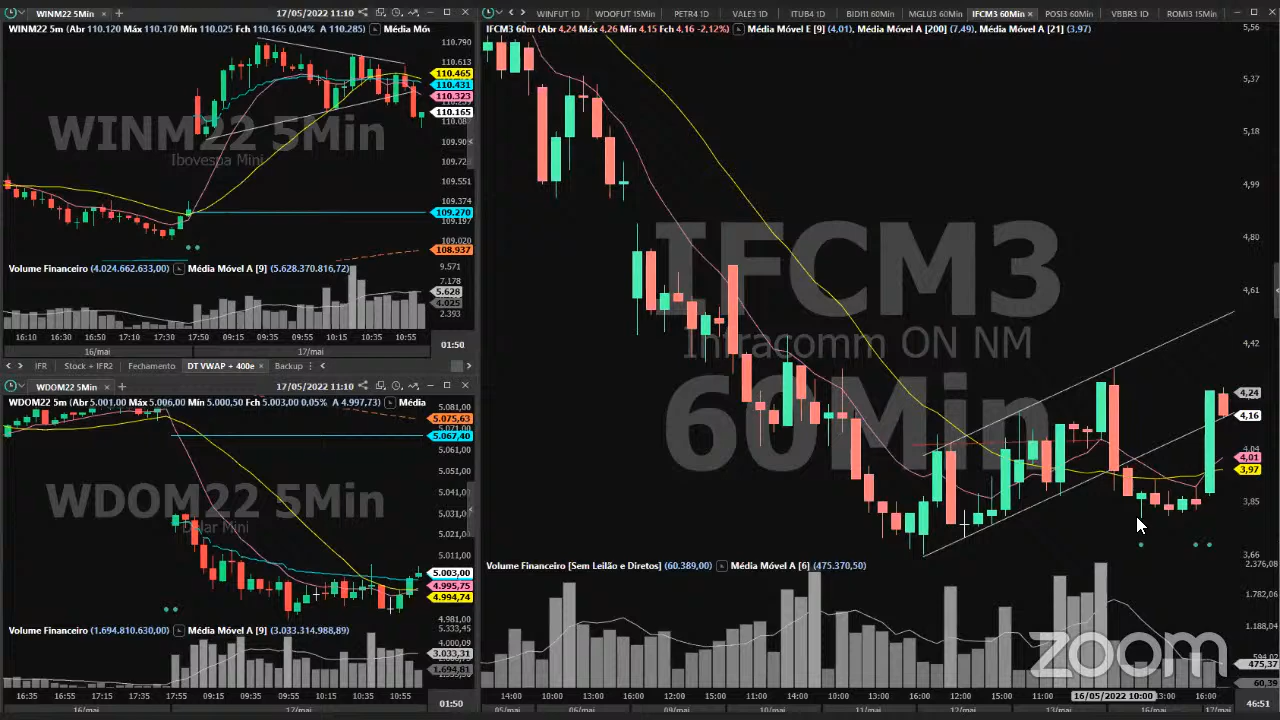 WINM22 5Min
17/05/2022 11:10
WINM22 5m (Abr 110.120 Máx 110.170 Mín 110.025 Fch 110.165 0,04% A 110.285) Média Mó
110.790
110.613
110.465
110.431
110.323
110.165
109.729
109.551
109.374
109.270
109.197
109.020
108.937
WINM22 5Min
Ibovespa Mini
Volume Financeiro (4.024.662.633,00) Média Móvel A [9] (5.628.370.816,72)
9.571
7.178
5.628
4.025
2.393
16:10 16:30 16:50 17:10 17:30 17:50 09:15 09:35 09:55 10:15 10:35 10:55
01:50
16/mai 17/mai
IFR Stock + IFR2 Fechamento DT VWAP + 400e Backup
WDOM22 5Min
17/05/2022 11:10
WDOM22 5m (Abr 5.001,00 Máx 5.006,00 Mín 5.000,50 Fch 5.003,00 0,05% A 4.997,73) Média
5.081,00
5.075,63
5.071,00
5.067,40
5.061,00
5.051,00
5.041,00
5.031,00
5.021,00
5.011,00
5.003,00
4.995,75
4.994,74
4.981,00
WDOM22 5Min
Dólar Mini
Volume Financeiro (1.694.810.630,00) Média Móvel A [9] (3.033.314.988,89)
5.333,45
4.000,09
3.033,31
1.694,81
16:35 16:55 17:15 17:35 17:55 09:15 09:35 09:55 10:15 10:35 10:55
01:50
16/mai 17/mai
WINFUT 1D WDOFUT 15Min PETR4 1D VALE3 1D ITUB4 1D BIDI11 60Min MGLU3 60Min IFCM3 60Min POSI3 60Min VBBR3 1D ROMI3 15Min
IFCM3 60m (Abr 4,24 Máx 4,26 Mín 4,15 Fch 4,16 -2,12%) Média Móvel E [9] (4,01), Média Móvel A [200] (7,49), Média Móvel A [21] (3,97)
5,56
5,37
5,18
4,99
4,80
4,61
4,42
4,24
4,16
4,04
4,01
3,97
3,85
3,66
IFCM3
Infracomm ON NM
60Min
Volume Financeiro [Sem Leilão e Diretos] (60.389,00) Média Móvel A [6] (475.370,50)
2.376,08
1.782,06
1.188,04
594,02
475,37
60,39
zoom
14:00 10:00 13:00 16:00 12:00 15:00 11:00 14:00 10:00 13:00 16:00 12:00 15:00 11:00 16/05/2022 10:00 13:00 16:00
46:51
05/mai 06/mai 09/mai 10/mai 11/mai 12/mai 13/mai 16/mai 17/mai